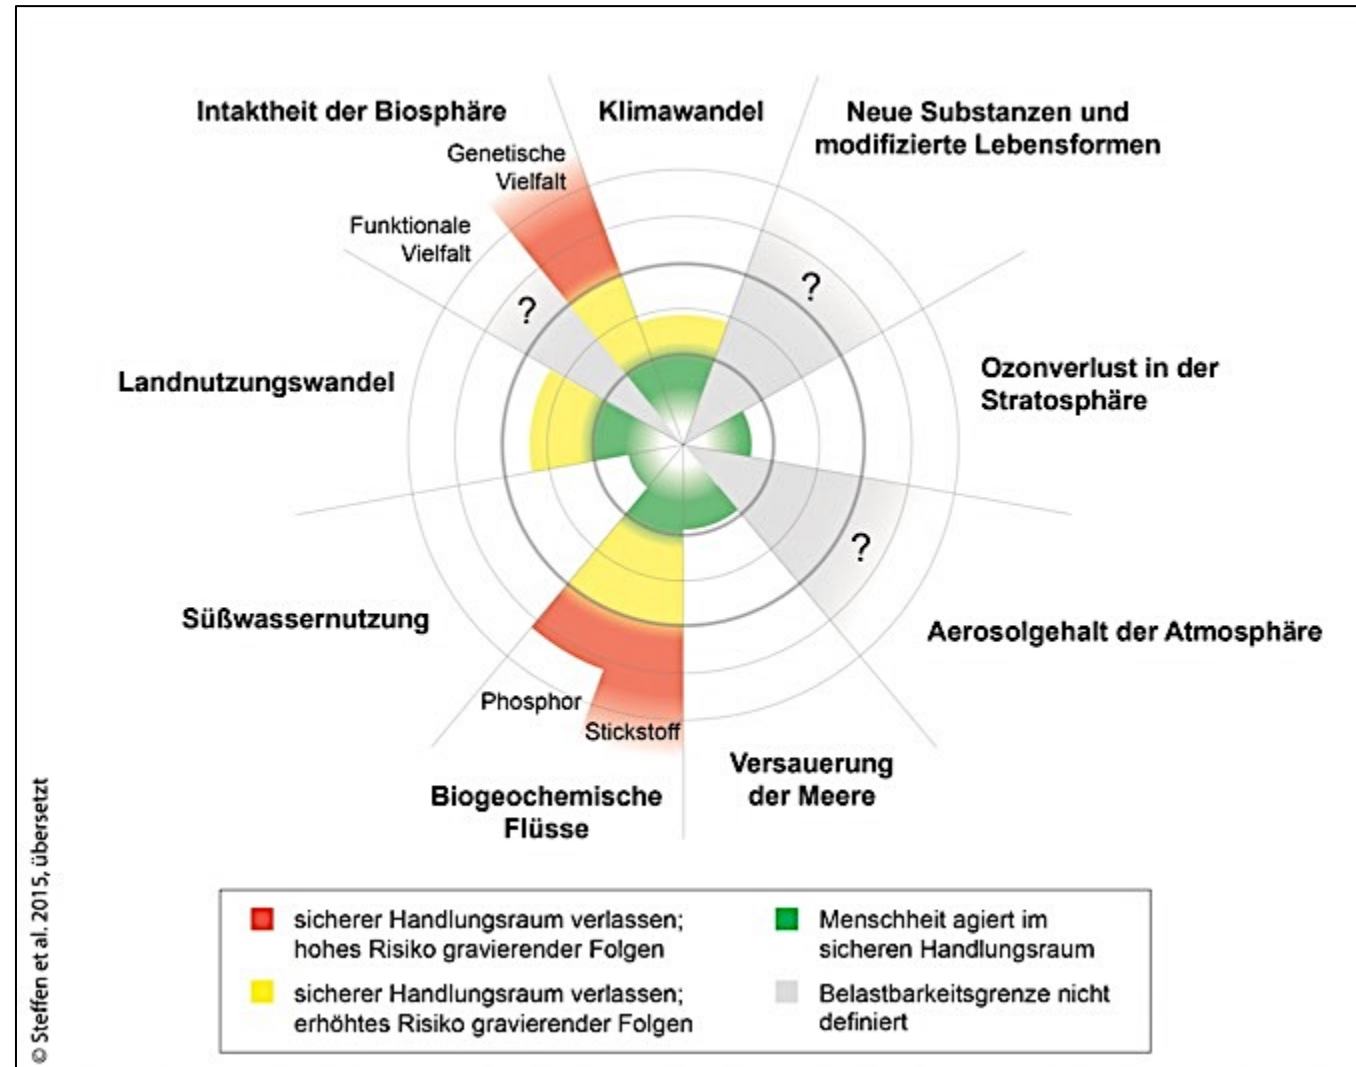 Intaktheit der Biosphäre
Klimawandel
Neue Substanzen und
modifizierte Lebensformen
Genetische
Vielfalt
Funktionale
Vielfalt
?
?
Landnutzungswandel
Ozonverlust in der
Stratosphäre
?
Süßwassernutzung
Aerosolgehalt der Atmosphäre
Phosphor
Stickstoff
Biogeochemische
Flüsse
Versauerung
der Meere
sicherer Handlungsraum verlassen;
hohes Risiko gravierender Folgen
sicherer Handlungsraum verlassen;
erhöhtes Risiko gravierender Folgen
Menschheit agiert im
sicheren Handlungsraum
Belastbarkeitsgrenze nicht
definiert
© Steffen et al. 2015, übersetzt